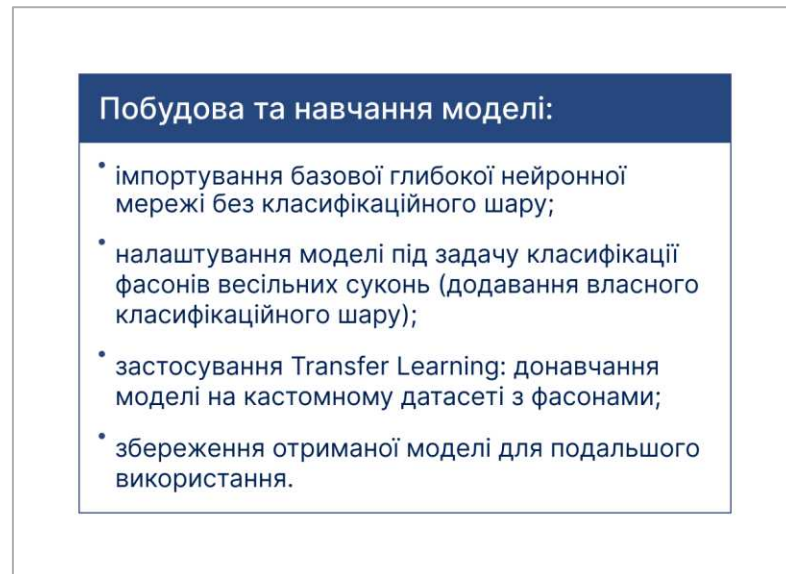 Побудова та навчання моделі:
• імпортування базової глибокої нейронної
мережі без класифікаційного шару;
• налаштування моделі під задачу класифікації
фасонів весільних суконь (додавання власного
класифікаційного шару);
• застосування Transfer Learning: донавчання
моделі на кастомному датасеті з фасонами;
• збереження отриманої моделі для подальшого
використання.